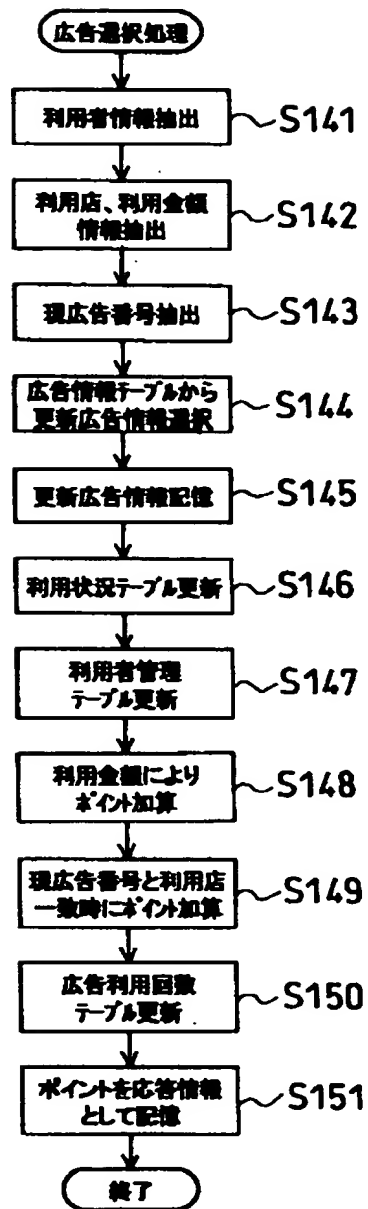 広告選択処理
利用者情報抽出
S141
利用店、利用金額
情報抽出
S142
現広告番号抽出
S143
広告情報テーブルから
更新広告情報選択
S144
更新広告情報記憶
S145
利用状況テーブル更新
S146
利用者管理
テーブル更新
S147
利用金額により
ポイント加算
S148
現広告番号と利用店
一致時にポイント加算
S149
広告利用回数
テーブル更新
S150
ポイントを応答情報
として記憶
S151
終了